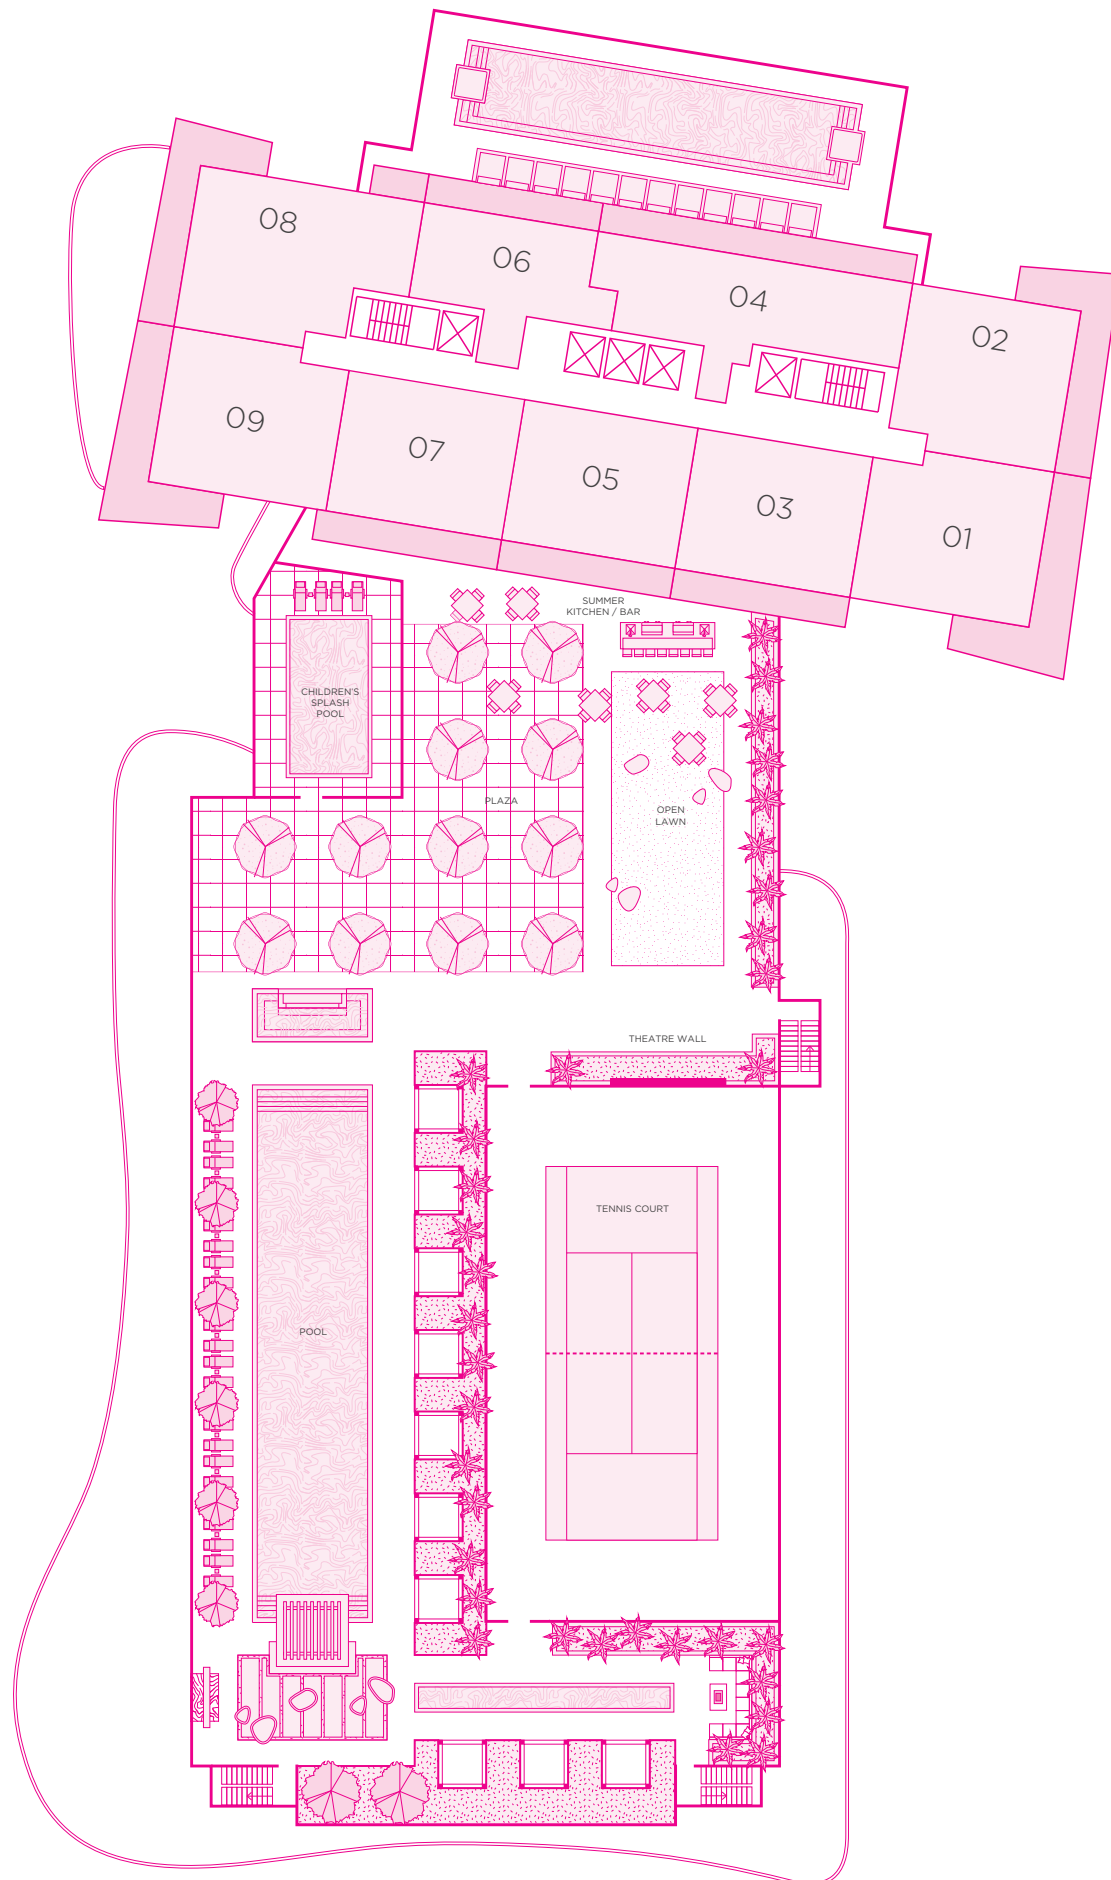 08
06
04
02
09
07
05
03
01
SUMMER
KITCHEN / BAR
CHILDREN'S
SPLASH
POOL
PLAZA
OPEN
LAWN
THEATRE WALL
TENNIS COURT
POOL